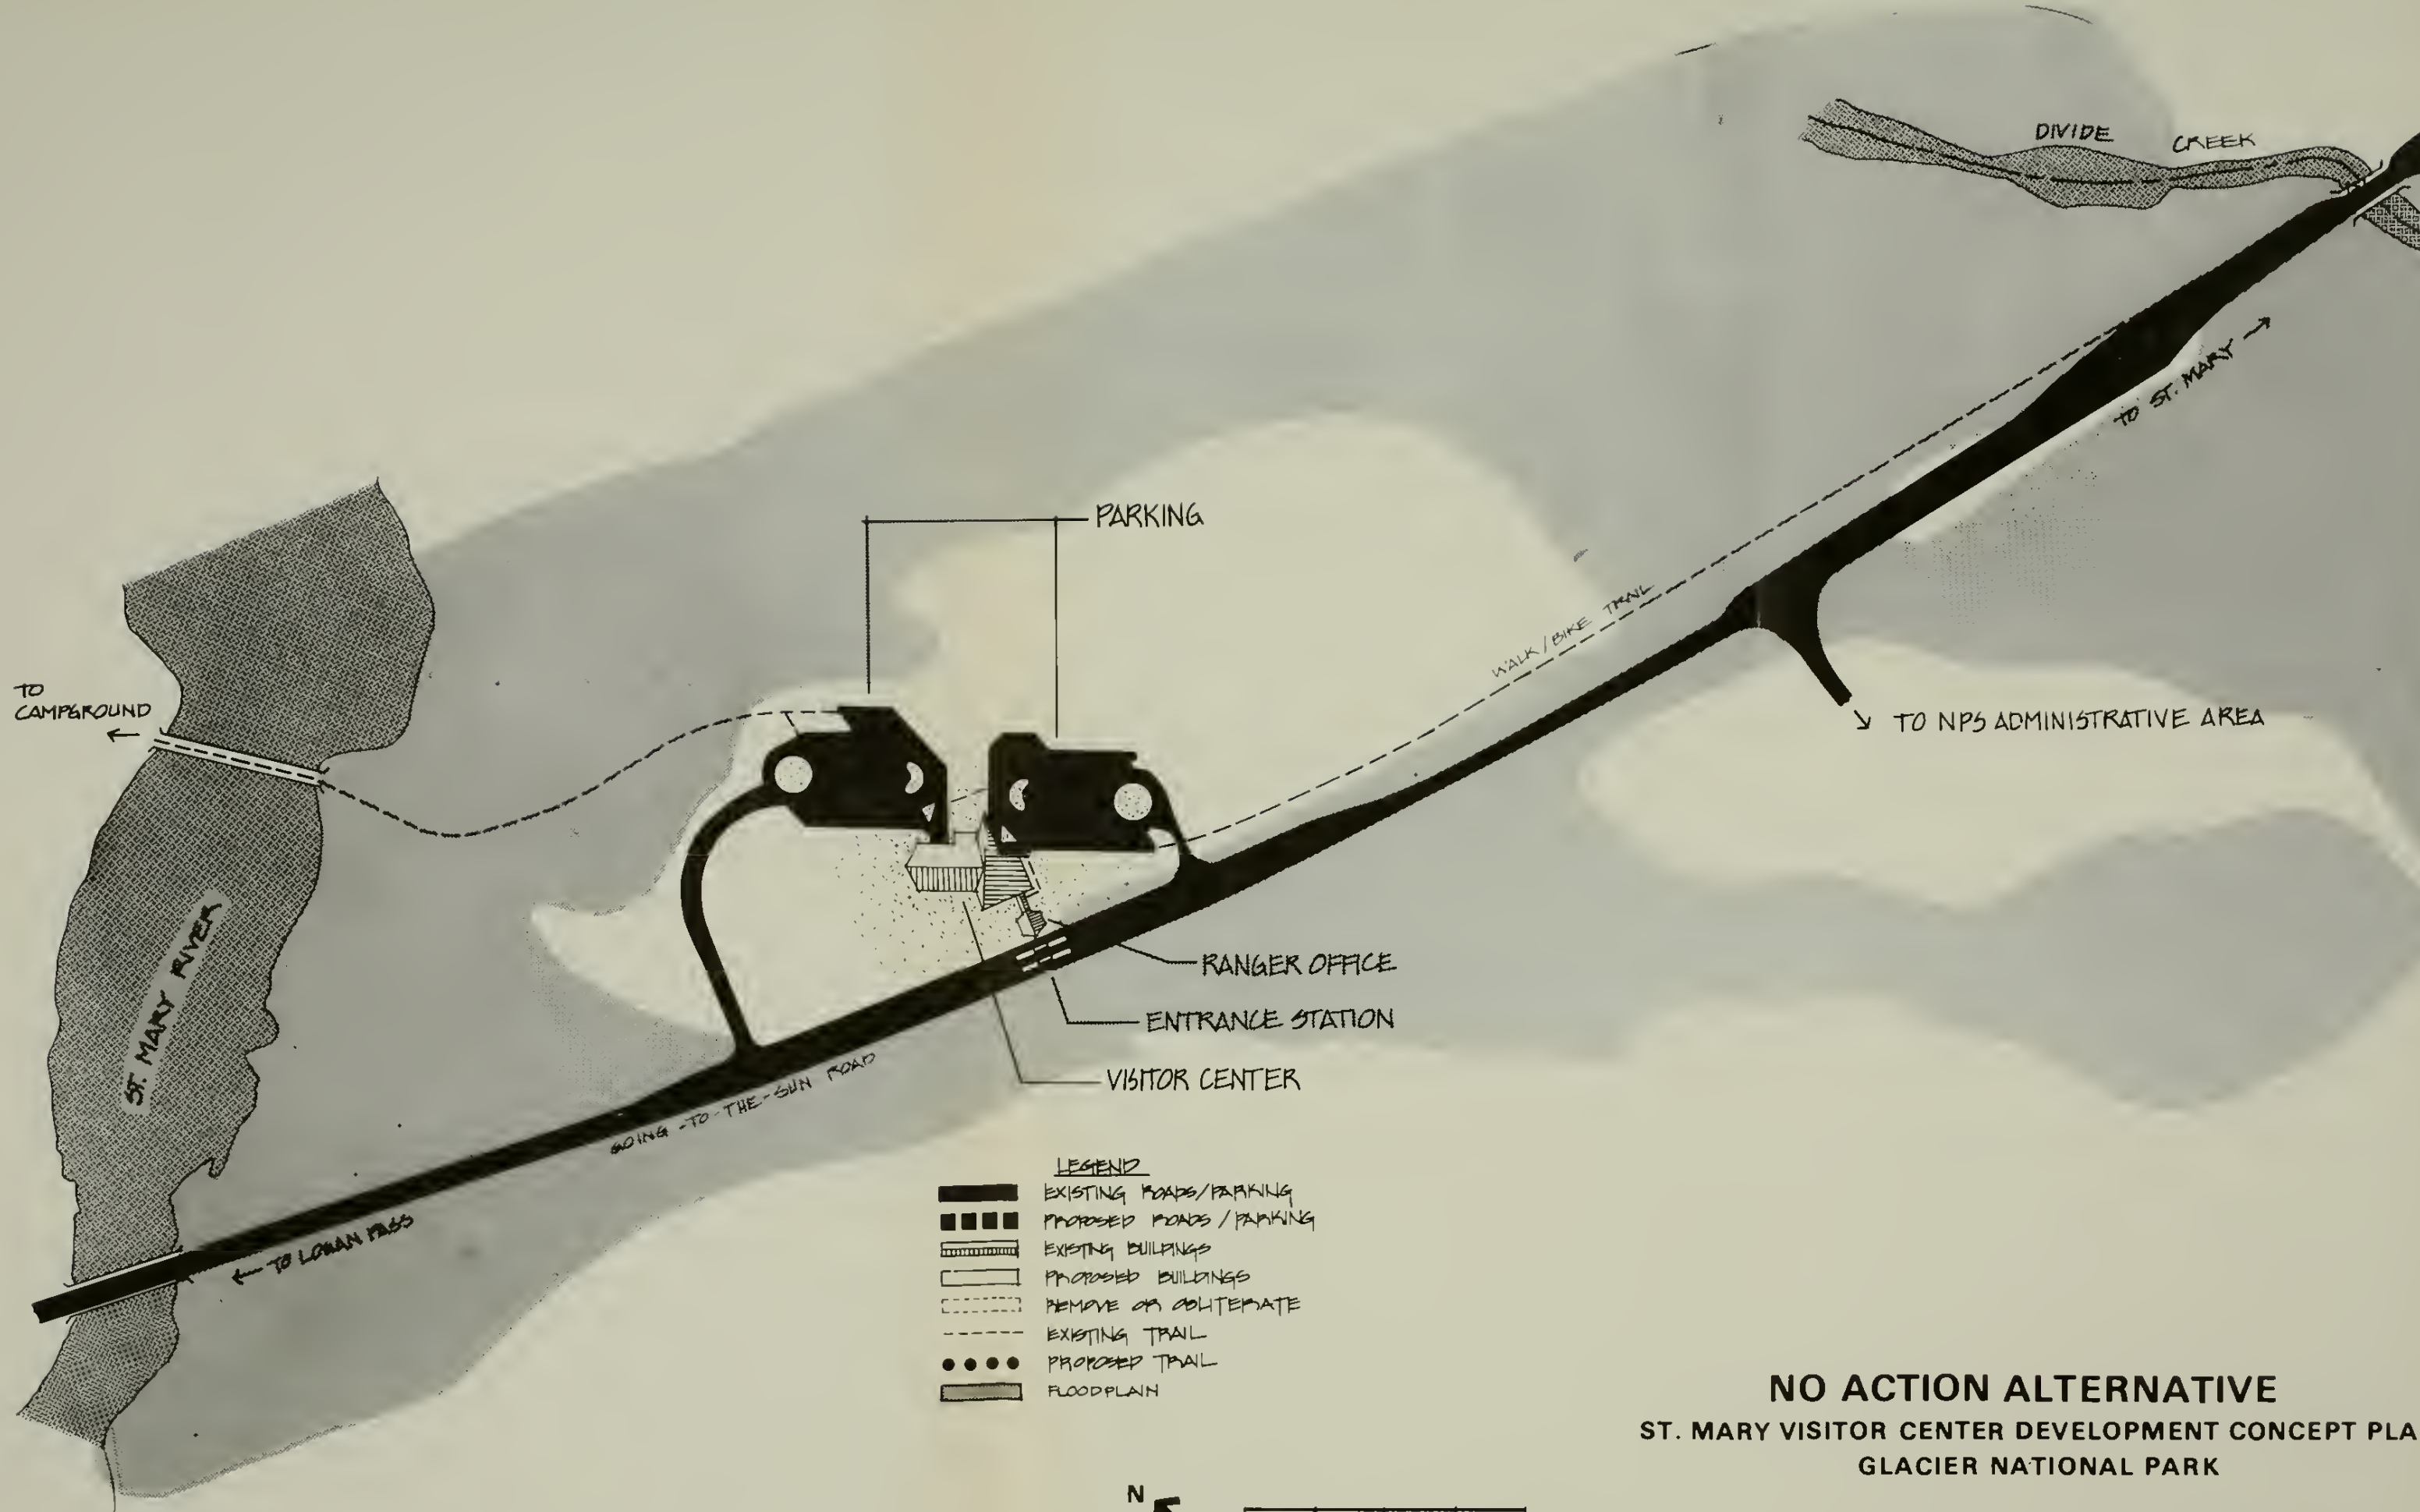 DIVIDE CREEK
TO ST. MARY
PARKING
WALK/BIKE TRAIL
TO
CAMPGROUND
TO NPS ADMINISTRATIVE AREA
ST. MARY RIVER
RANGER OFFICE
ENTRANCE STATION
VISITOR CENTER
GOING-TO-THE-SUN ROAD
TO LOGAN PASS
LEGEND
EXISTING ROADS/PARKING
PROPOSED ROADS/PARKING
EXISTING BUILDINGS
PROPOSED BUILDINGS
REMOVE OR OBLITERATE
EXISTING TRAIL
PROPOSED TRAIL
FLOODPLAIN
NO ACTION ALTERNATIVE
ST. MARY VISITOR CENTER DEVELOPMENT CONCEPT PLA
GLACIER NATIONAL PARK
N